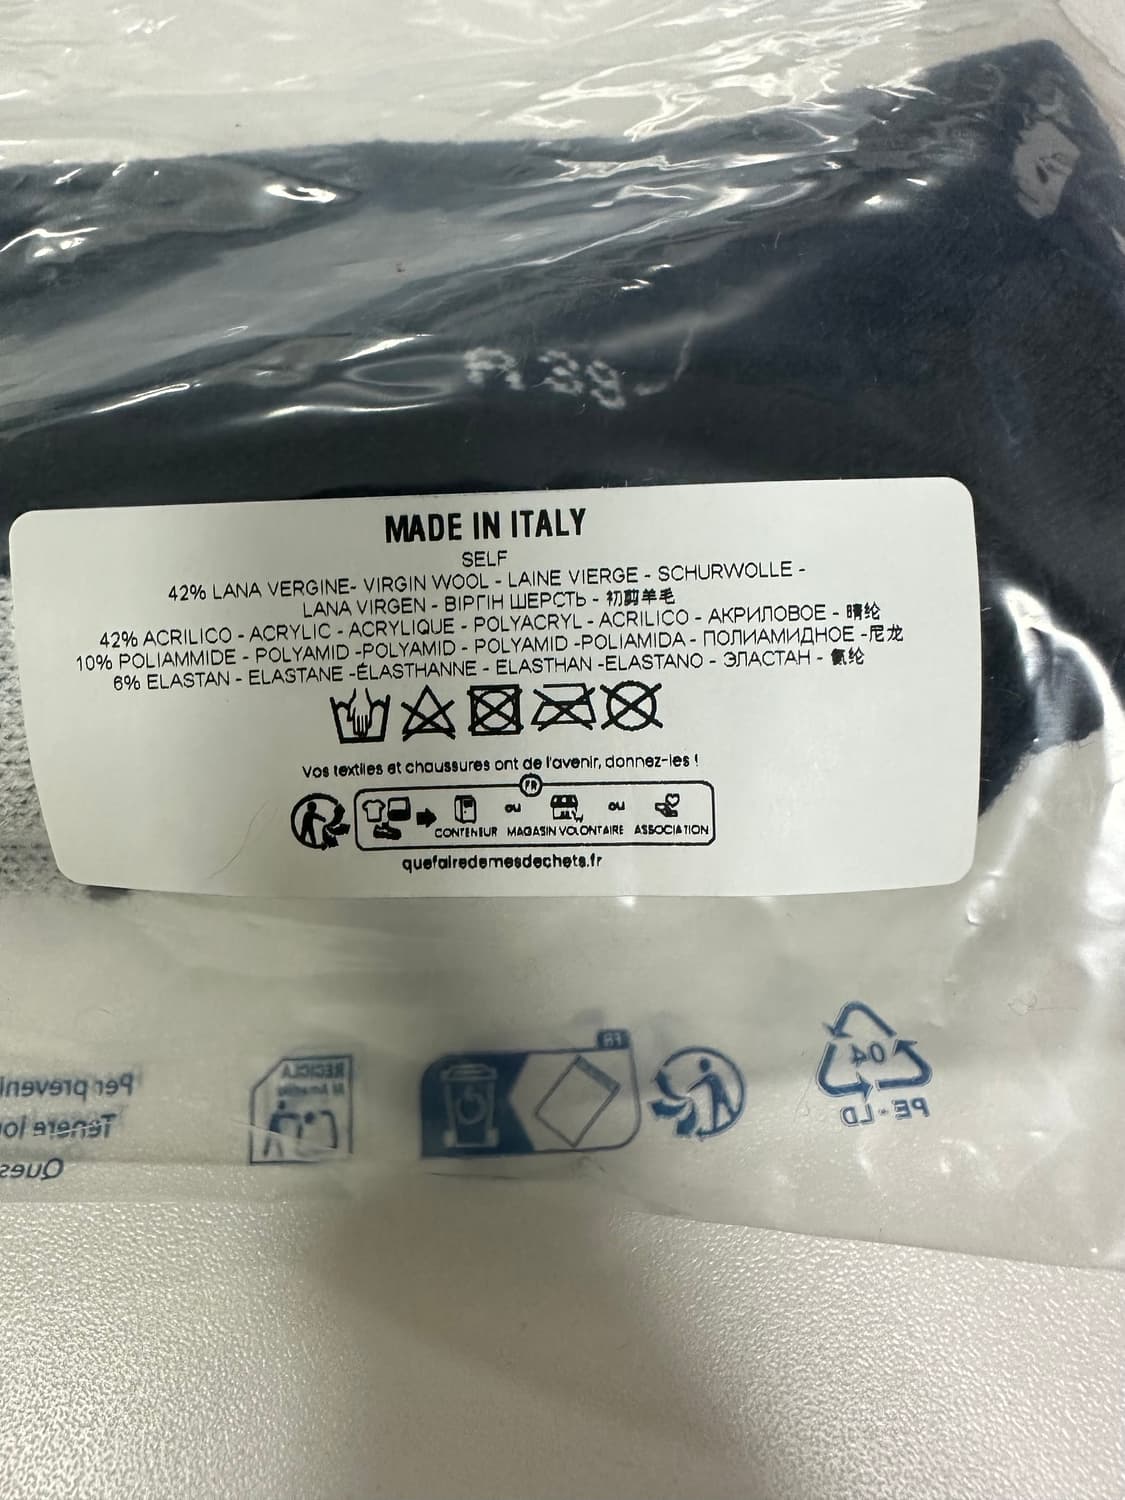 MADE IN ITALY
SELF
42% LANA VERGINE- VIRGIN WOOL - LAINE VIERGE - SCHURWOLLE -
LANA VIRGEN - ВІРГІН ШЕРСТЬ - 初剪羊毛
42% ACRILICO - ACRYLIC - ACRYLIQUE - POLYACRYL - ACRILICO - АКРИЛОВОЕ - 晴纶
10% POLIAMMIDE - POLYAMID -POLYAMID - POLYAMID -POLIAMIDA - ПОЛИАМИДНОЕ -尼龙
6% ELASTAN - ELASTANE -ÉLASTHANNE - ELASTHAN -ELASTANO - ЭЛАСТАН - 氨纶
Vos textiles et chaussures ont de l'avenir, donnez-les !
FR
ou ou
CONTENEUR MAGASIN VOLONTAIRE ASSOCIATION
quefairedemesdechets.fr
FR
RICICLA
04
PE-LD
Per
Tenere